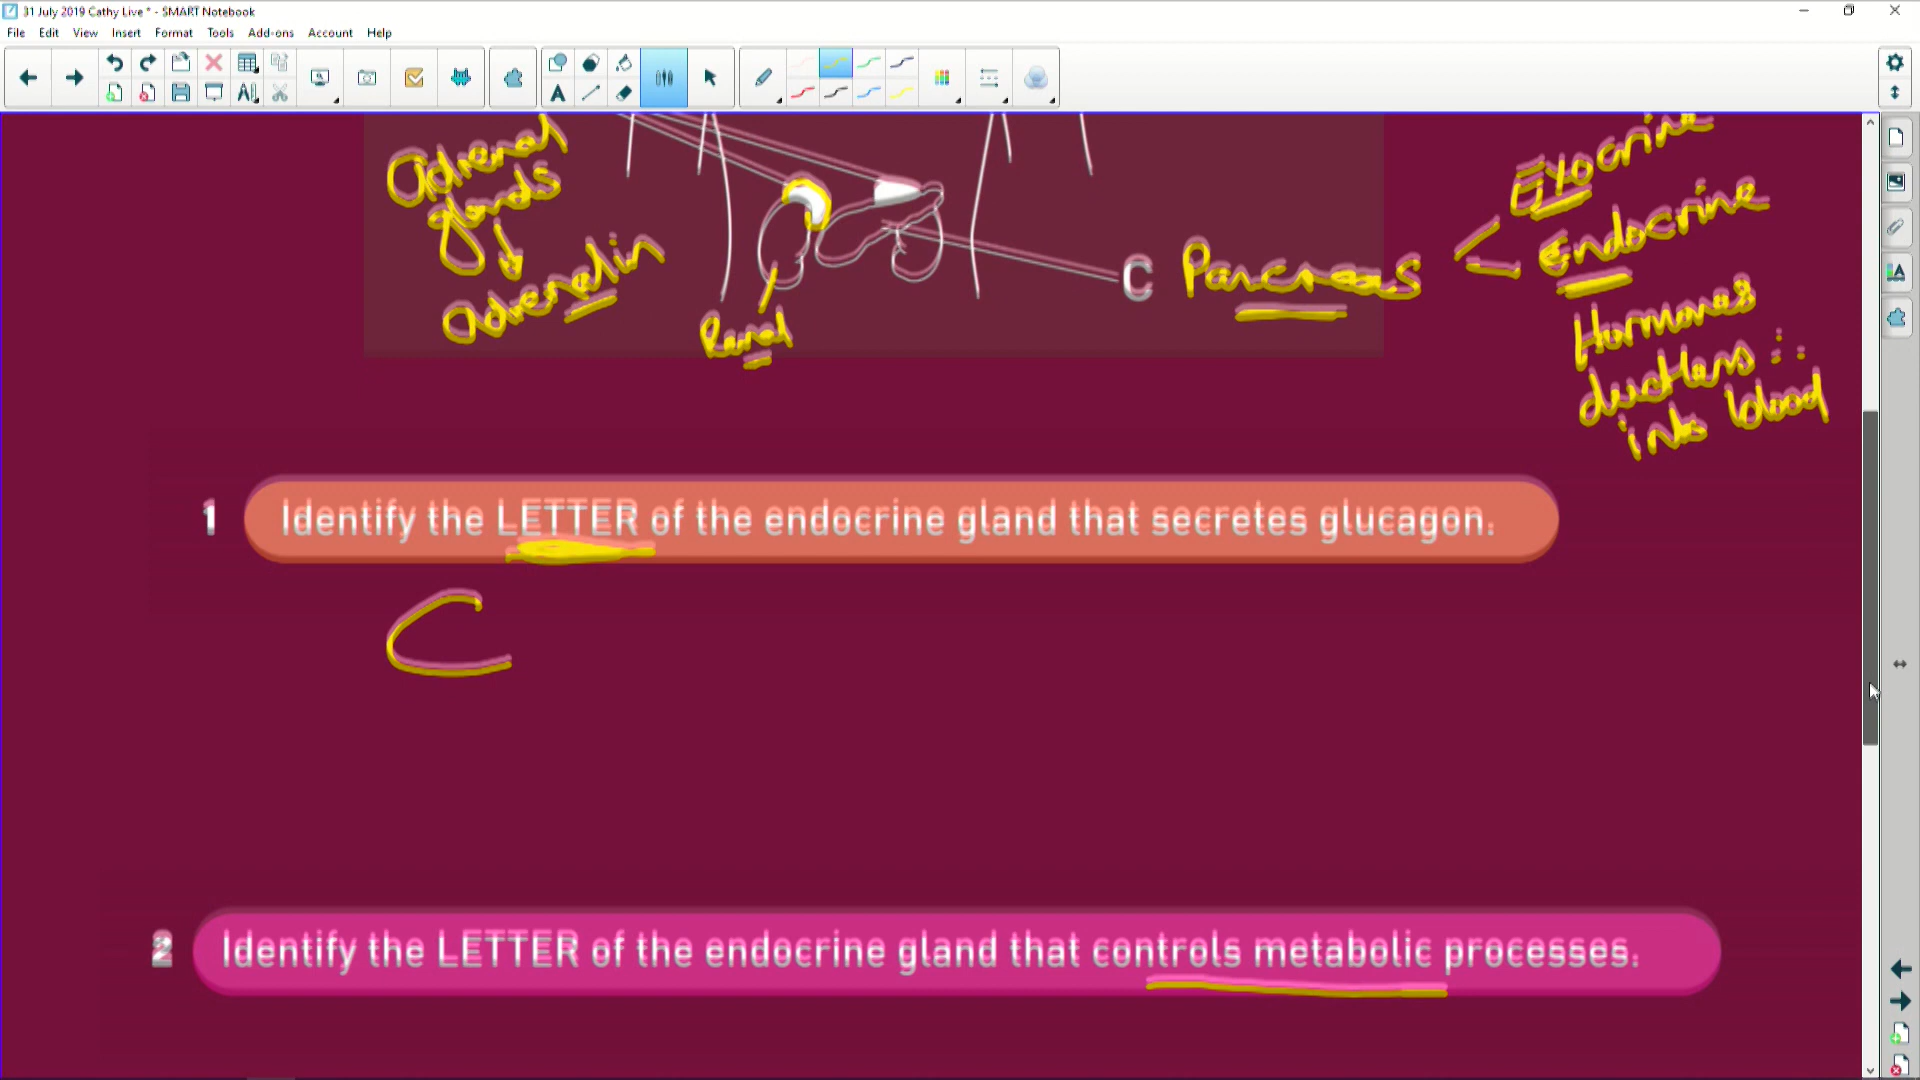 31 July 2019 Cathy Live * - SMART Notebook
File Edit View Insert Format Tools Add-ons Account Help
Adrenal
glands
Adrenalin
Renal
C Pancreas
Exocrine
Endocrine
Hormones
ductless ∴
into blood
1 Identify the LETTER of the endocrine gland that secretes glucagon.
C
2 Identify the LETTER of the endocrine gland that controls metabolic processes.